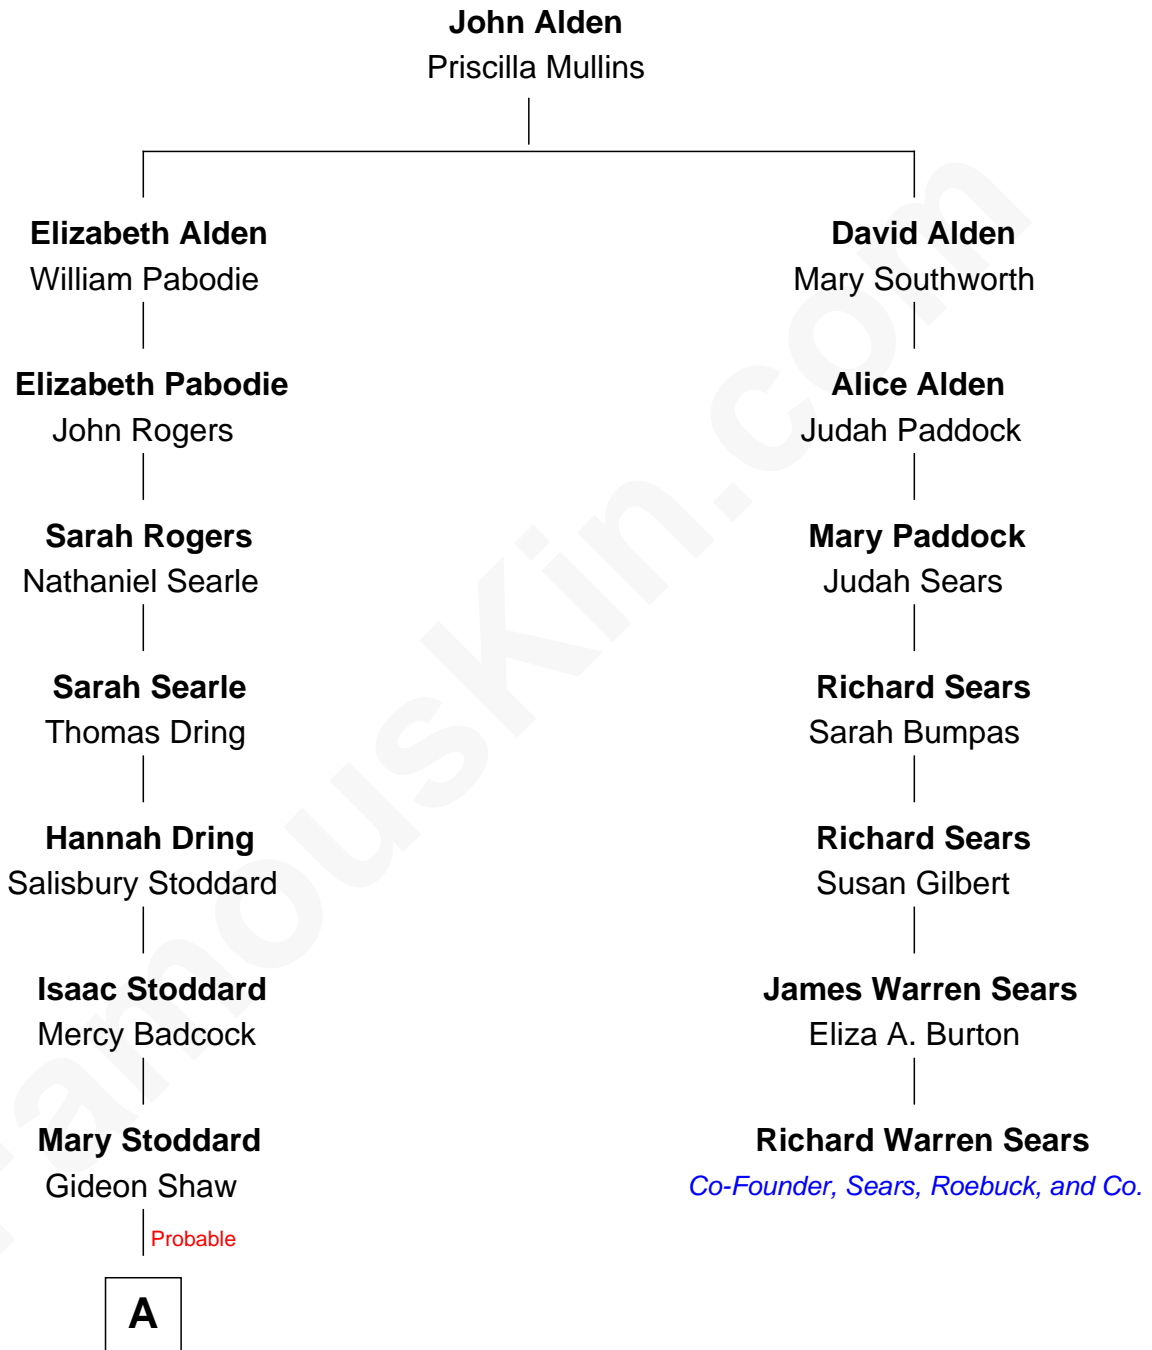 John Alden
Priscilla Mullins
Elizabeth Alden
William Pabodie
David Alden
Mary Southworth
Elizabeth Pabodie
John Rogers
Alice Alden
Judah Paddock
Sarah Rogers
Nathaniel Searle
Mary Paddock
Judah Sears
Sarah Searle
Thomas Dring
Richard Sears
Sarah Bumpas
Hannah Dring
Salisbury Stoddard
Richard Sears
Susan Gilbert
Isaac Stoddard
Mercy Badcock
James Warren Sears
Eliza A. Burton
Mary Stoddard
Gideon Shaw
Richard Warren Sears
Co-Founder, Sears, Roebuck, and Co.
Probable
A
FamousKin.com